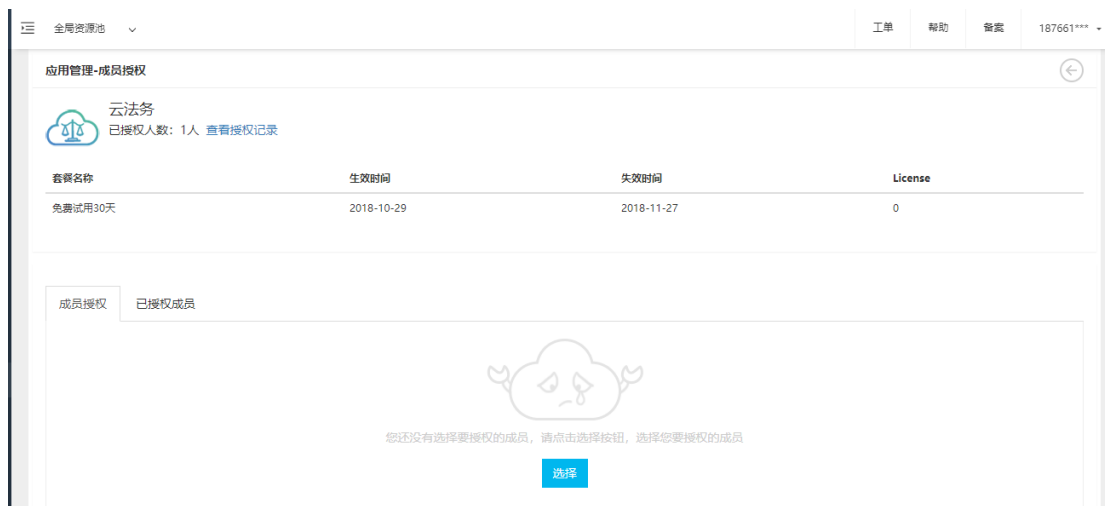 全局资源池 工单 帮助 备案 187661***
应用管理-成员授权
云法务
已授权人数：1人 查看授权记录
套餐名称 生效时间 失效时间 License
免费试用30天 2018-10-29 2018-11-27 0
成员授权 已授权成员
您还没有选择要授权的成员，请点击选择按钮，选择您要授权的成员
选择